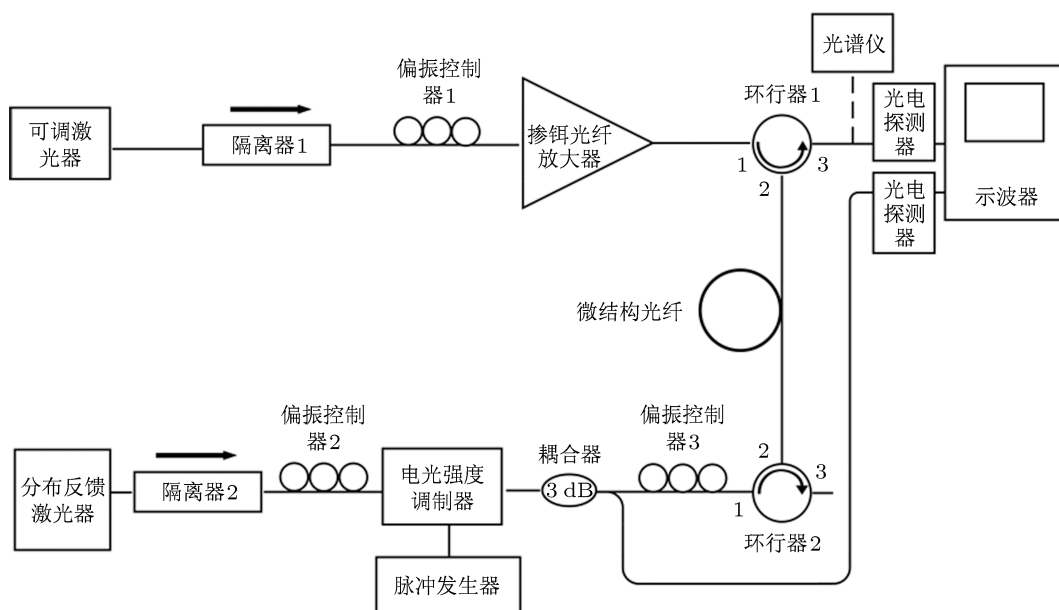 光谱仪
偏振控制
器1
环行器1
可调激
光器
隔离器1
掺铒光纤
放大器
1
2
3
光电
探测
器
光电
探测
器
示波器
微结构光纤
偏振控制
器2
偏振控制
器3
分布反馈
激光器
隔离器2
电光强度
调制器
耦合器
3 dB
2
3
1
环行器2
脉冲发生器